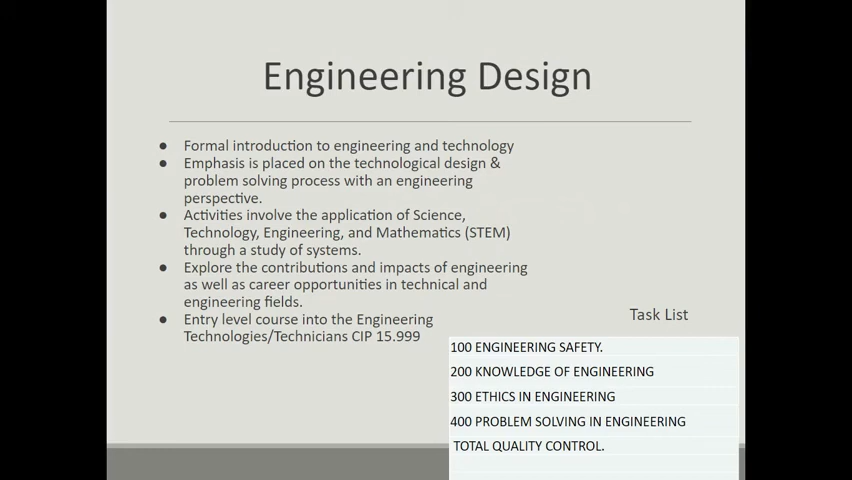 Engineering Design
● Formal introduction to engineering and technology
● Emphasis is placed on the technological design &
problem solving process with an engineering
perspective.
● Activities involve the application of Science,
Technology, Engineering, and Mathematics (STEM)
through a study of systems.
● Explore the contributions and impacts of engineering
as well as career opportunities in technical and
engineering fields.
● Entry level course into the Engineering
Technologies/Technicians CIP 15.999
Task List
100 ENGINEERING SAFETY.
200 KNOWLEDGE OF ENGINEERING
300 ETHICS IN ENGINEERING
400 PROBLEM SOLVING IN ENGINEERING
TOTAL QUALITY CONTROL.